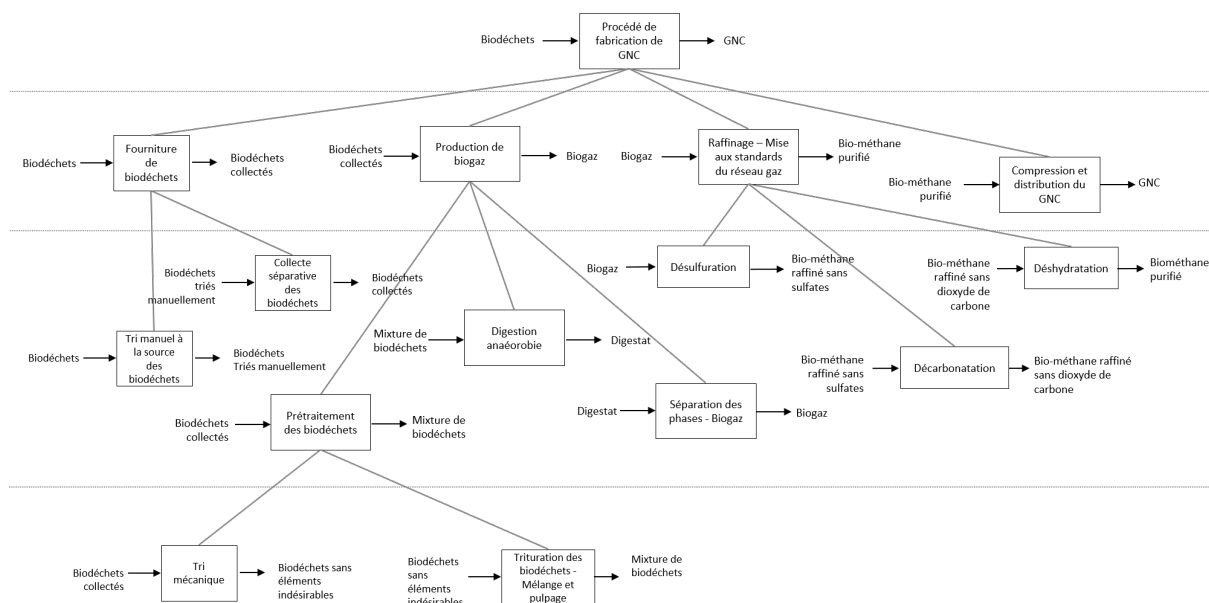 Biodéchets
Procédé de
fabrication de
GNC
GNC
Biodéchets
Fourniture
de
biodéchets
Biodéchets
collectés
Biodéchets
collectés
Production de
biogaz
Biogaz
Biogaz
Raffinage – Mise
aux standards
du réseau gaz
Bio-méthane
purifié
Bio-méthane
purifié
Compression et
distribution du
GNC
GNC
Biodéchets
triés
manuellement
Collecte
séparative
des
biodéchets
Biodéchets
collectés
Biogaz
Désulfuration
Bio-méthane
raffiné sans
sulfates
Bio-méthane
raffiné sans
dioxyde de
carbone
Déshydratation
Biométhane
purifié
Biodéchets
Tri manuel à
la source
des
biodéchets
Biodéchets
Triés manuellement
Mixture de
biodéchets
Digestion
anaérobie
Digestat
Bio-méthane
raffiné sans
sulfates
Décarbonatation
Bio-méthane raffiné
sans dioxyde de
carbone
Biodéchets
collectés
Prétraitement
des biodéchets
Mixture de
biodéchets
Digestat
Séparation des
phases - Biogaz
Biogaz
Biodéchets
collectés
Tri
mécanique
Biodéchets sans
éléments
indésirables
Biodéchets
sans
éléments
indésirables
Trituration des
biodéchets -
Mélange et
pulpage
Mixture de
biodéchets